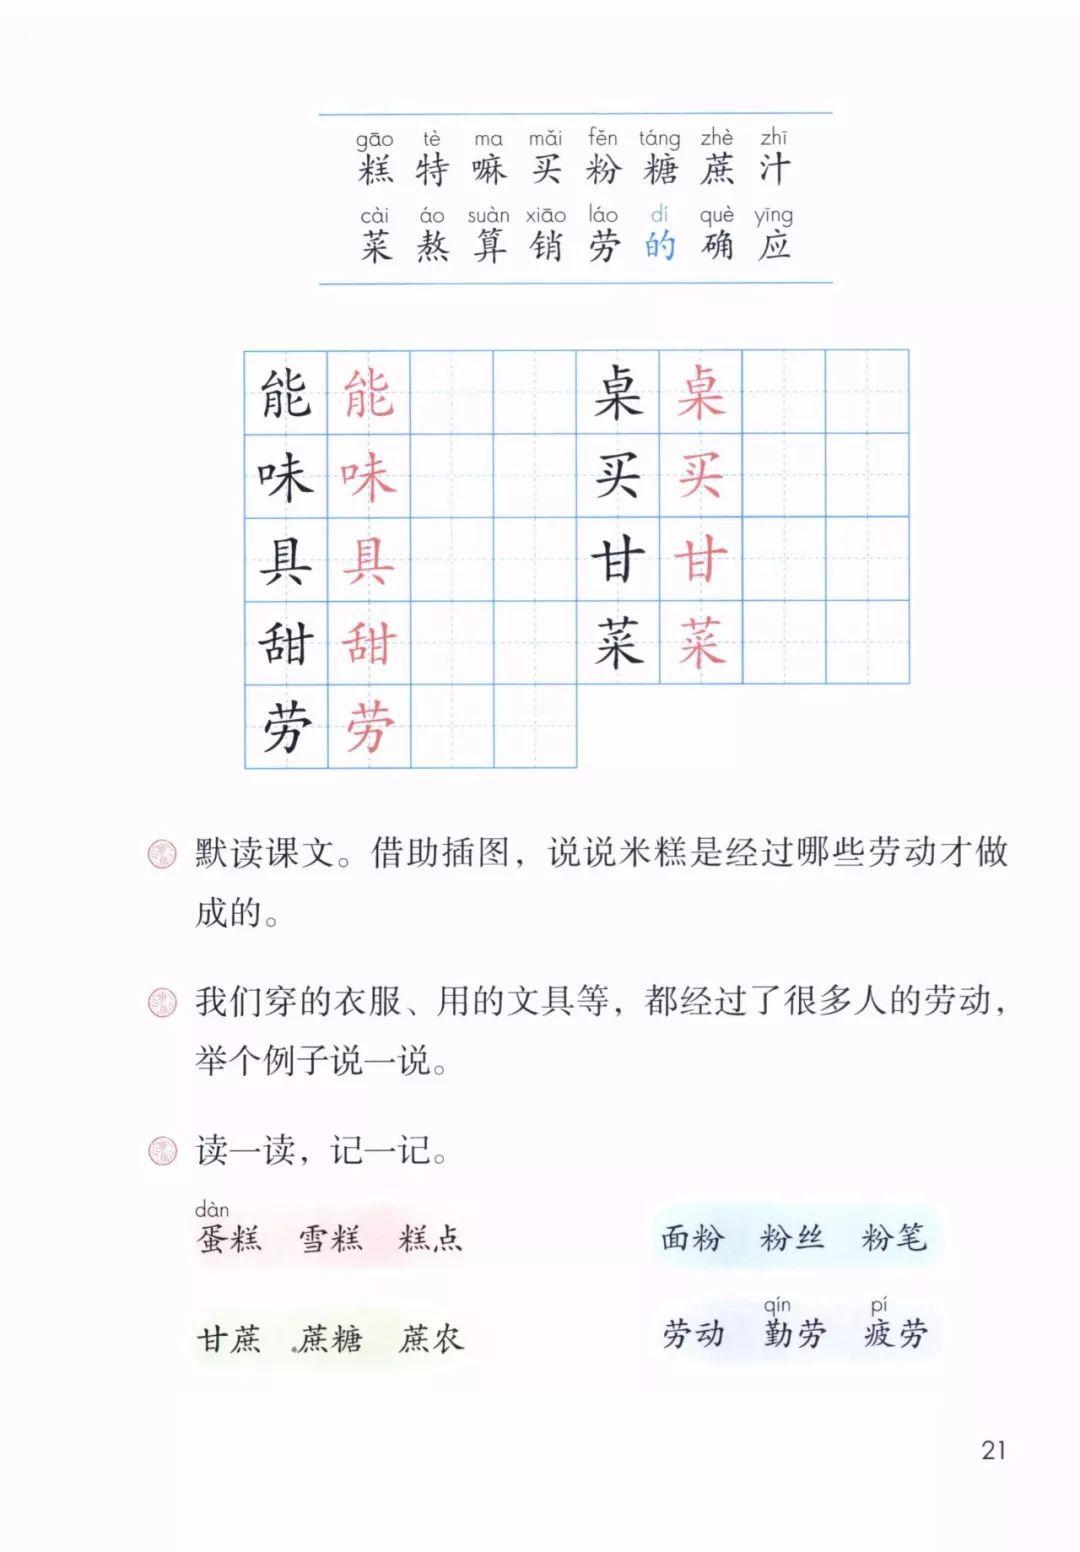 gāo tè ma mǎi fěn táng zhè zhī
糕 特 嘛 买 粉 糖 蔗 汁
cài áo suàn xiāo láo dí què yīng
菜 熬 算 销 劳 的 确 应
能 能 桌 桌
味 味 买 买
具 具 甘 甘
甜 甜 菜 菜
劳 劳
默读课文。借助插图，说说米糕是经过哪些劳动才做
成的。
我们穿的衣服、用的文具等，都经过了很多人的劳动，
举个例子说一说。
读一读，记一记。
dàn
蛋糕 雪糕 糕点 面粉 粉丝 粉笔
qín pí
甘蔗 蔗糖 蔗农 劳动 勤劳 疲劳
21